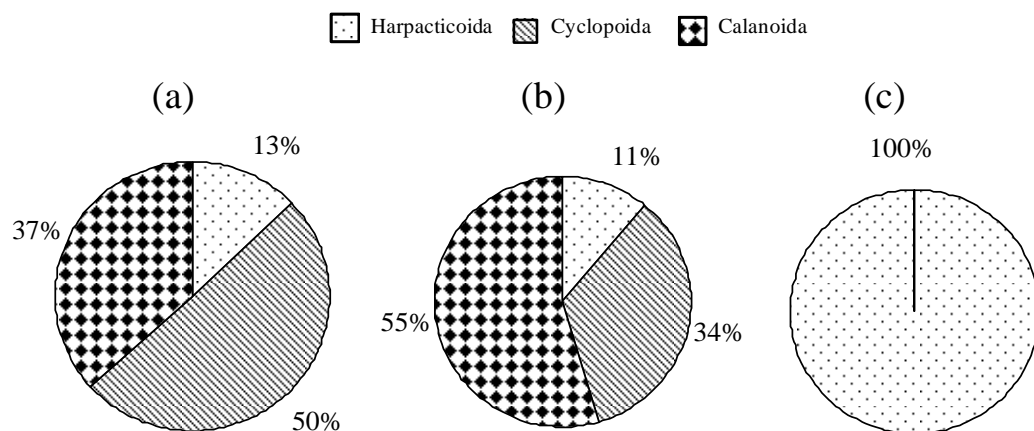 Harpacticoida Cyclopoida Calanoida
(a) (b) (c)
13% 11% 100%
37% 55% 34%
50%